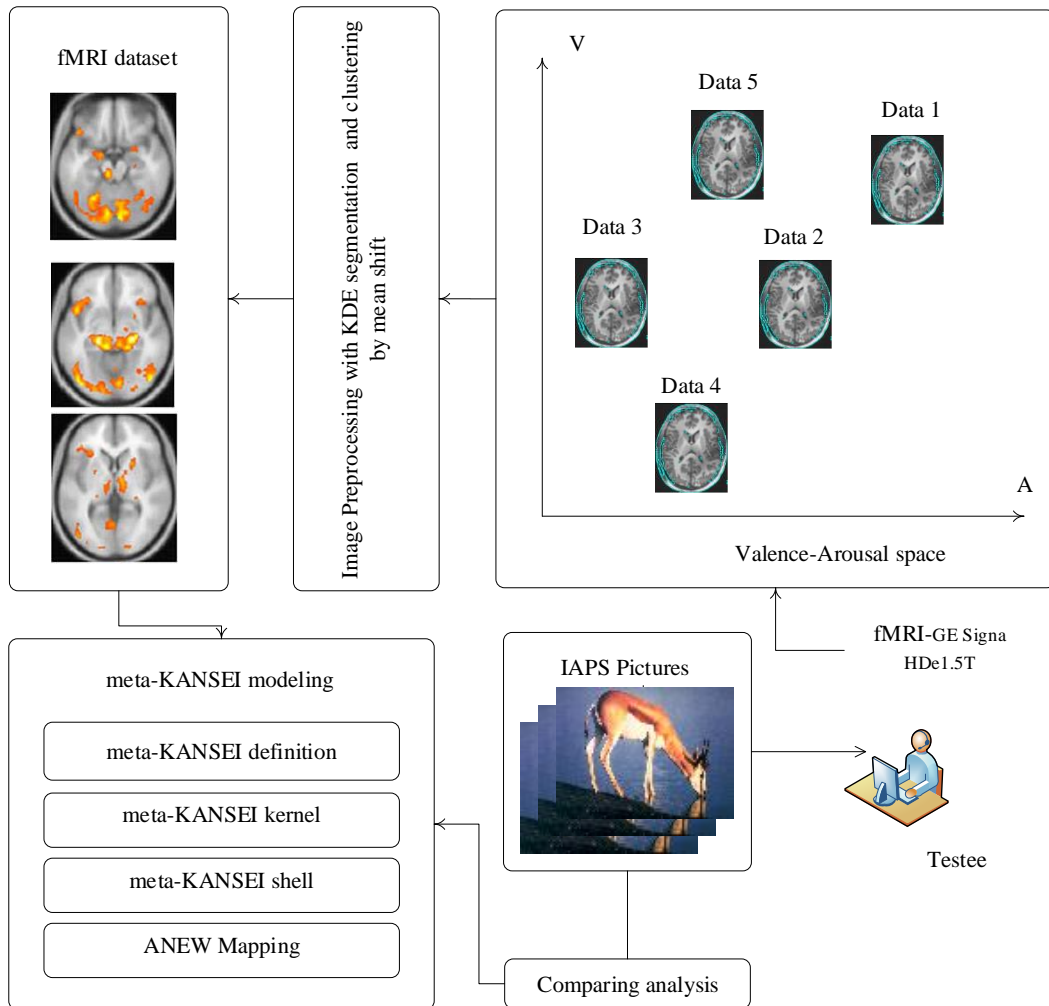 fMRI dataset
Image Preprocessing with KDE segmentation and clustering
by mean shift
V
Data 5
Data 1
Data 3
Data 2
Data 4
A
Valence-Arousal space
fMRI-GE Signa
HDe1.5T
meta-KANSEI modeling
meta-KANSEI definition
meta-KANSEI kernel
meta-KANSEI shell
ANEW Mapping
IAPS Pictures
Testee
Comparing analysis